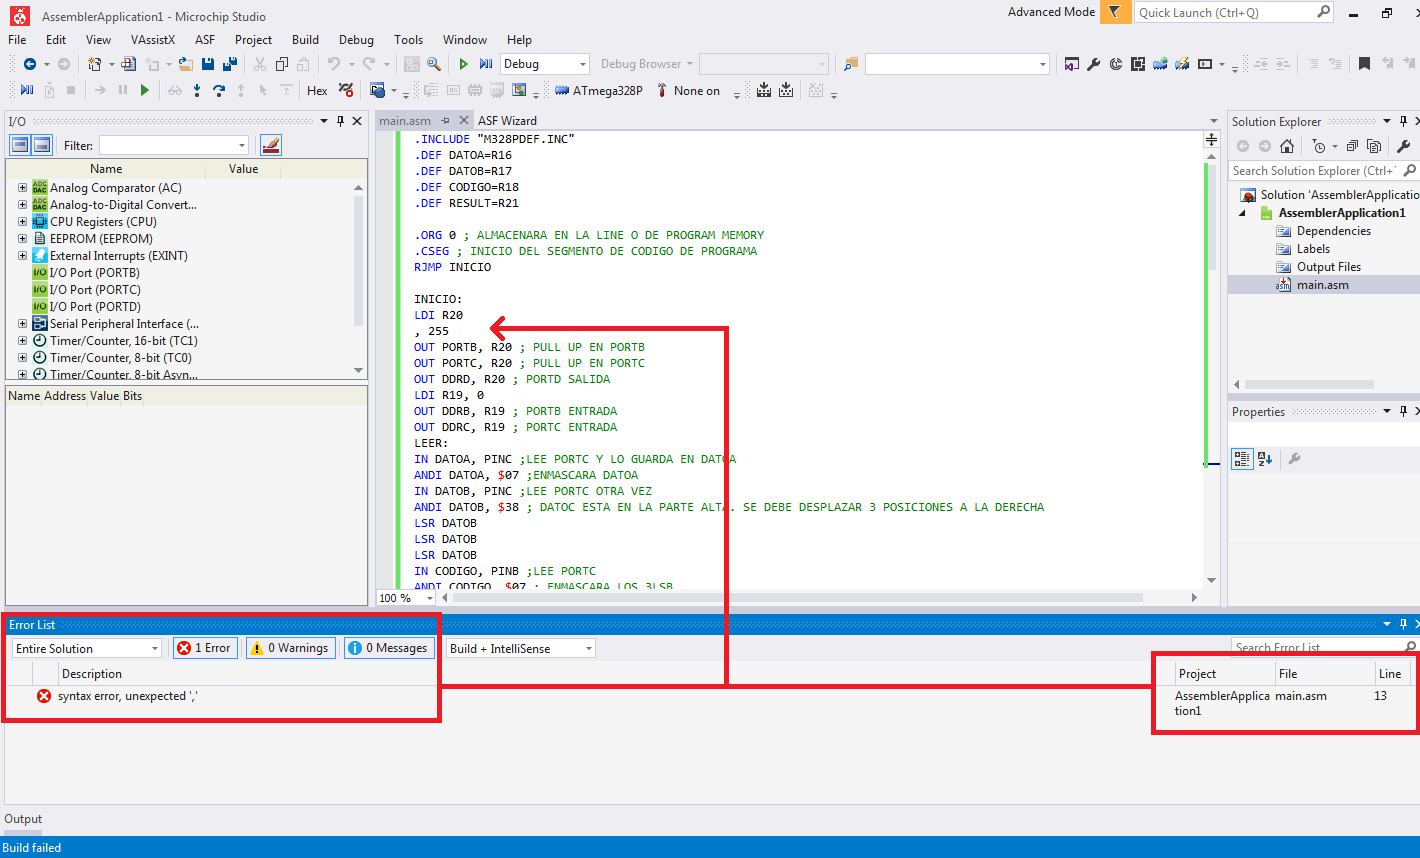 AssemblerApplication1 - Microchip Studio
Advanced Mode
Quick Launch (Ctrl+Q)
File Edit View VAssistX ASF Project Build Debug Tools Window Help
Debug Debug Browser
Hex ATmega328P None on
I/O
Filter:
Name Value
Analog Comparator (AC)
Analog-to-Digital Convert...
CPU Registers (CPU)
EEPROM (EEPROM)
External Interrupts (EXINT)
I/O Port (PORTB)
I/O Port (PORTC)
I/O Port (PORTD)
Serial Peripheral Interface (...
Timer/Counter, 16-bit (TC1)
Timer/Counter, 8-bit (TC0)
Timer/Counter, 8-bit Asyn...
Name Address Value Bits
main.asm ASF Wizard
.INCLUDE "M328PDEF.INC"
.DEF DATOA=R16
.DEF DATOB=R17
.DEF CODIGO=R18
.DEF RESULT=R21
.ORG 0 ; ALMACENARA EN LA LINE O DE PROGRAM MEMORY
.CSEG ; INICIO DEL SEGMENTO DE CODIGO DE PROGRAMA
RJMP INICIO
INICIO:
LDI R20
, 255
OUT PORTB, R20 ; PULL UP EN PORTB
OUT PORTC, R20 ; PULL UP EN PORTC
OUT DDRD, R20 ; PORTD SALIDA
LDI R19, 0
OUT DDRB, R19 ; PORTB ENTRADA
OUT DDRC, R19 ; PORTC ENTRADA
LEER:
IN DATOA, PINC ;LEE PORTC Y LO GUARDA EN DATOA
ANDI DATOA, $07 ;ENMASCARA DATOA
IN DATOB, PINC ;LEE PORTC OTRA VEZ
ANDI DATOB, $38 ; DATOC ESTA EN LA PARTE ALTA. SE DEBE DESPLAZAR 3 POSICIONES A LA DERECHA
LSR DATOB
LSR DATOB
LSR DATOB
IN CODIGO, PINB ;LEE PORTC
ANDI CODIGO, $07 ; ENMASCARA LOS 3LSB
100 %
Solution Explorer
Search Solution Explorer (Ctrl+
Solution 'AssemblerApplicatio
AssemblerApplication1
Dependencies
Labels
Output Files
main.asm
Properties
Error List
Entire Solution 1 Error 0 Warnings 0 Messages Build + IntelliSense
Search Error List
Description Project File Line
syntax error, unexpected ',' AssemblerApplica main.asm 13
tion1
Output
Build failed